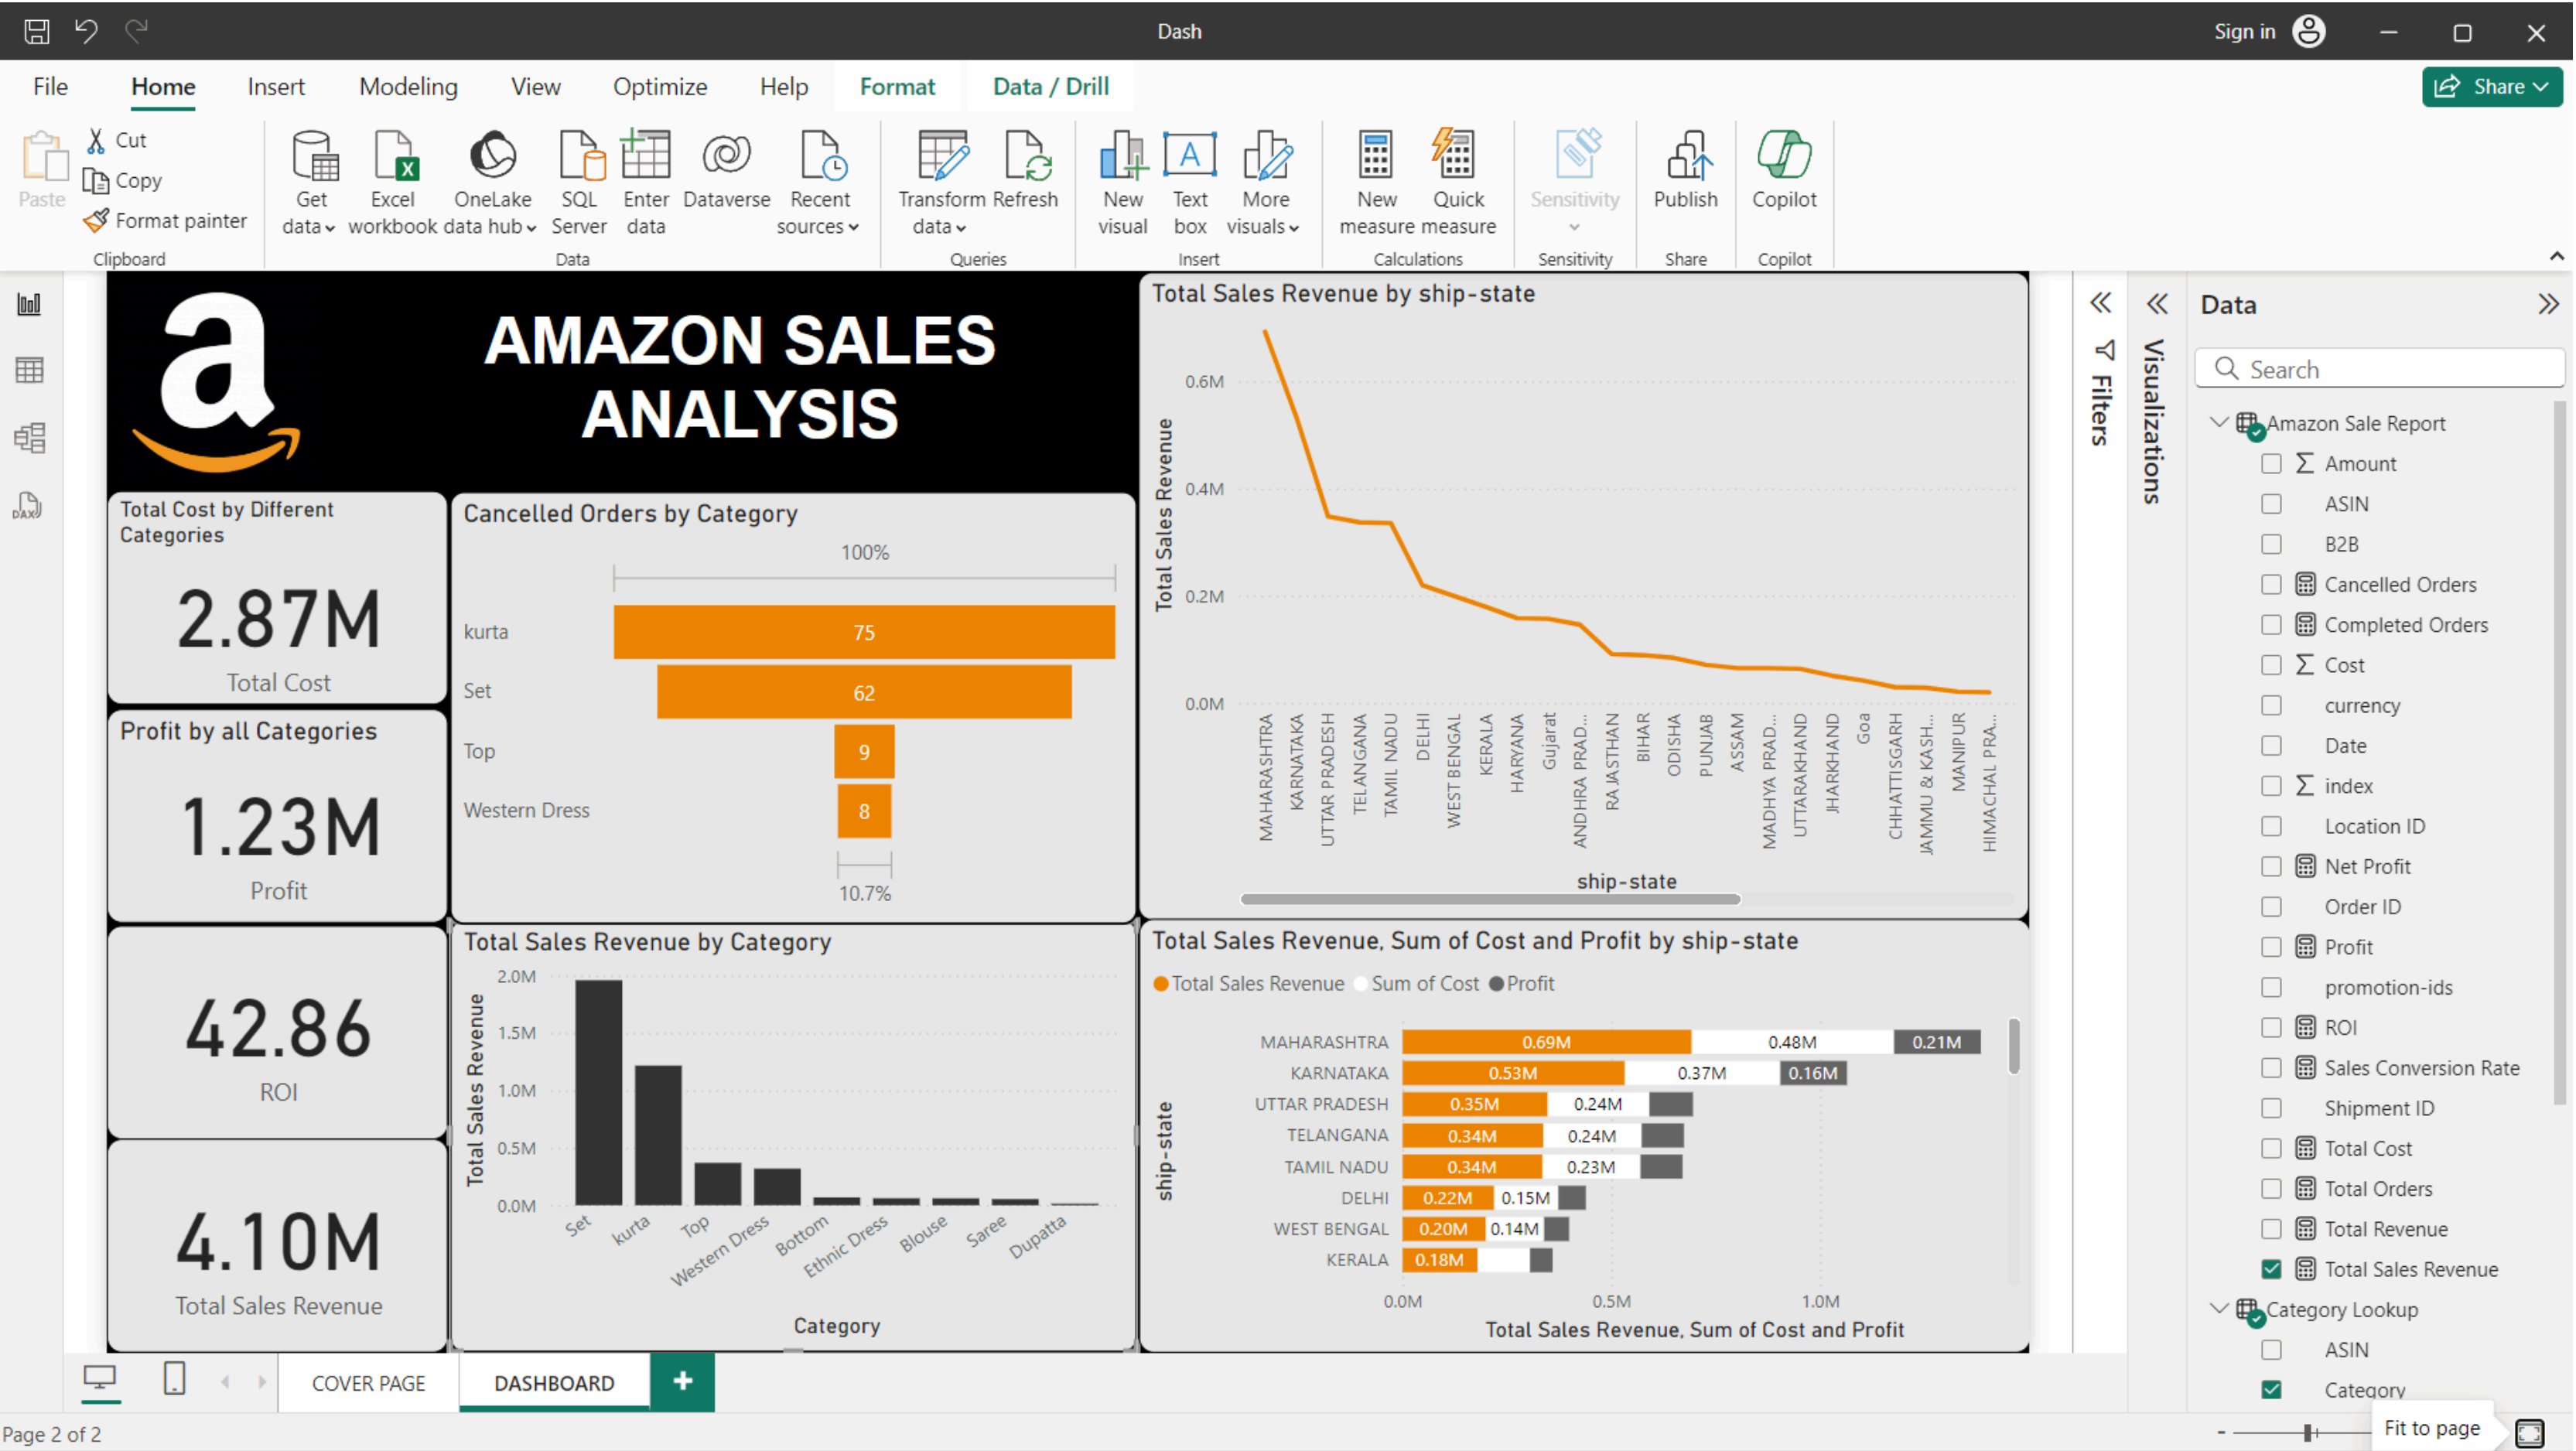 Dash
Sign in
File Home Insert Modeling View Optimize Help Format Data / Drill
Share
Paste
Cut
Copy
Format painter
Clipboard
Get data
Excel workbook
OneLake data hub
SQL Server
Enter data
Dataverse
Recent sources
Data
Transform data
Refresh
Queries
New visual
Text box
More visuals
Insert
New measure
Quick measure
Calculations
Sensitivity
Sensitivity
Publish
Share
Copilot
Copilot
a
AMAZON SALES
ANALYSIS
Total Cost by Different
Categories
2.87M
Total Cost
Profit by all Categories
1.23M
Profit
42.86
ROI
4.10M
Total Sales Revenue
Cancelled Orders by Category
100%
kurta 75
Set 62
Top 9
Western Dress 8
10.7%
Total Sales Revenue by Category
Total Sales Revenue
2.0M
1.5M
1.0M
0.5M
0.0M
Set
kurta
Top
Western Dress
Bottom
Ethnic Dress
Blouse
Saree
Dupatta
Category
Total Sales Revenue by ship-state
Total Sales Revenue
0.6M
0.4M
0.2M
0.0M
MAHARASHTRA
KARNATAKA
UTTAR PRADESH
TELANGANA
TAMIL NADU
DELHI
WEST BENGAL
KERALA
HARYANA
Gujarat
ANDHRA PRAD...
RAJASTHAN
BIHAR
ODISHA
PUNJAB
ASSAM
MADHYA PRAD...
UTTARAKHAND
JHARKHAND
Goa
CHHATTISGARH
JAMMU & KASH...
MANIPUR
HIMACHAL PRA...
ship-state
Total Sales Revenue, Sum of Cost and Profit by ship-state
Total Sales Revenue Sum of Cost Profit
ship-state
MAHARASHTRA 0.69M 0.48M 0.21M
KARNATAKA 0.53M 0.37M 0.16M
UTTAR PRADESH 0.35M 0.24M
TELANGANA 0.34M 0.24M
TAMIL NADU 0.34M 0.23M
DELHI 0.22M 0.15M
WEST BENGAL 0.20M 0.14M
KERALA 0.18M
0.0M 0.5M 1.0M
Total Sales Revenue, Sum of Cost and Profit
Filters
Visualizations
Data
Search
Amazon Sale Report
Σ Amount
ASIN
B2B
Cancelled Orders
Completed Orders
Σ Cost
currency
Date
Σ index
Location ID
Net Profit
Order ID
Profit
promotion-ids
ROI
Sales Conversion Rate
Shipment ID
Total Cost
Total Orders
Total Revenue
Total Sales Revenue
Category Lookup
ASIN
Category
DAX
COVER PAGE DASHBOARD +
Page 2 of 2
- Fit to page